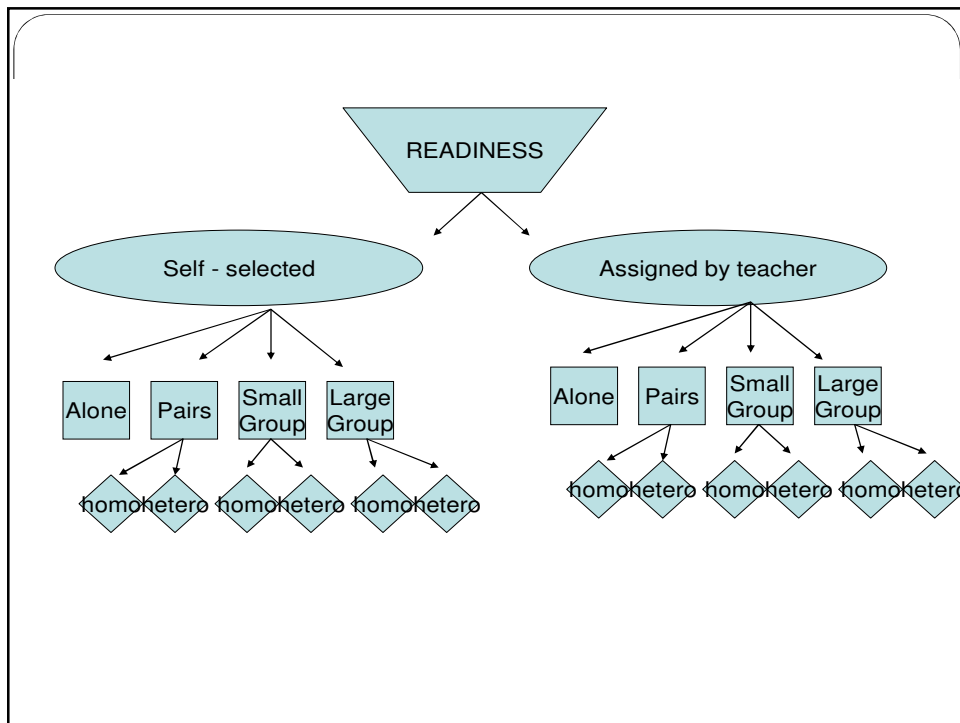 READINESS
Self - selected
Assigned by teacher
Alone
Pairs
Small
Group
Large
Group
Alone
Pairs
Small
Group
Large
Group
homo
hetero
homo
hetero
homo
hetero
homo
hetero
homo
hetero
homo
hetero